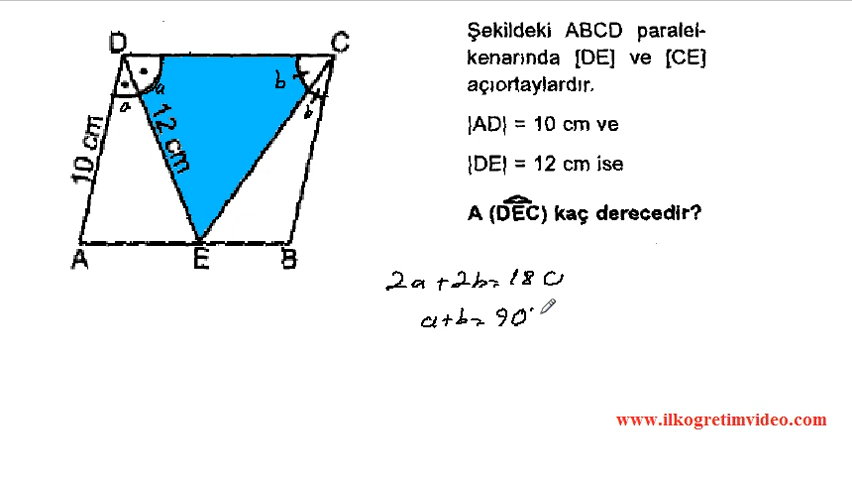 Şekildeki ABCD paralel-
kenarında [DE] ve [CE]
açıortaylardır.
|AD| = 10 cm ve
|DE| = 12 cm ise
A (DEC) kaç derecedir?
D
C
a
a
b
b
10 cm
12 cm
A
E
B
2a + 2b = 180
a + b = 90°
www.ilkogretimvideo.com